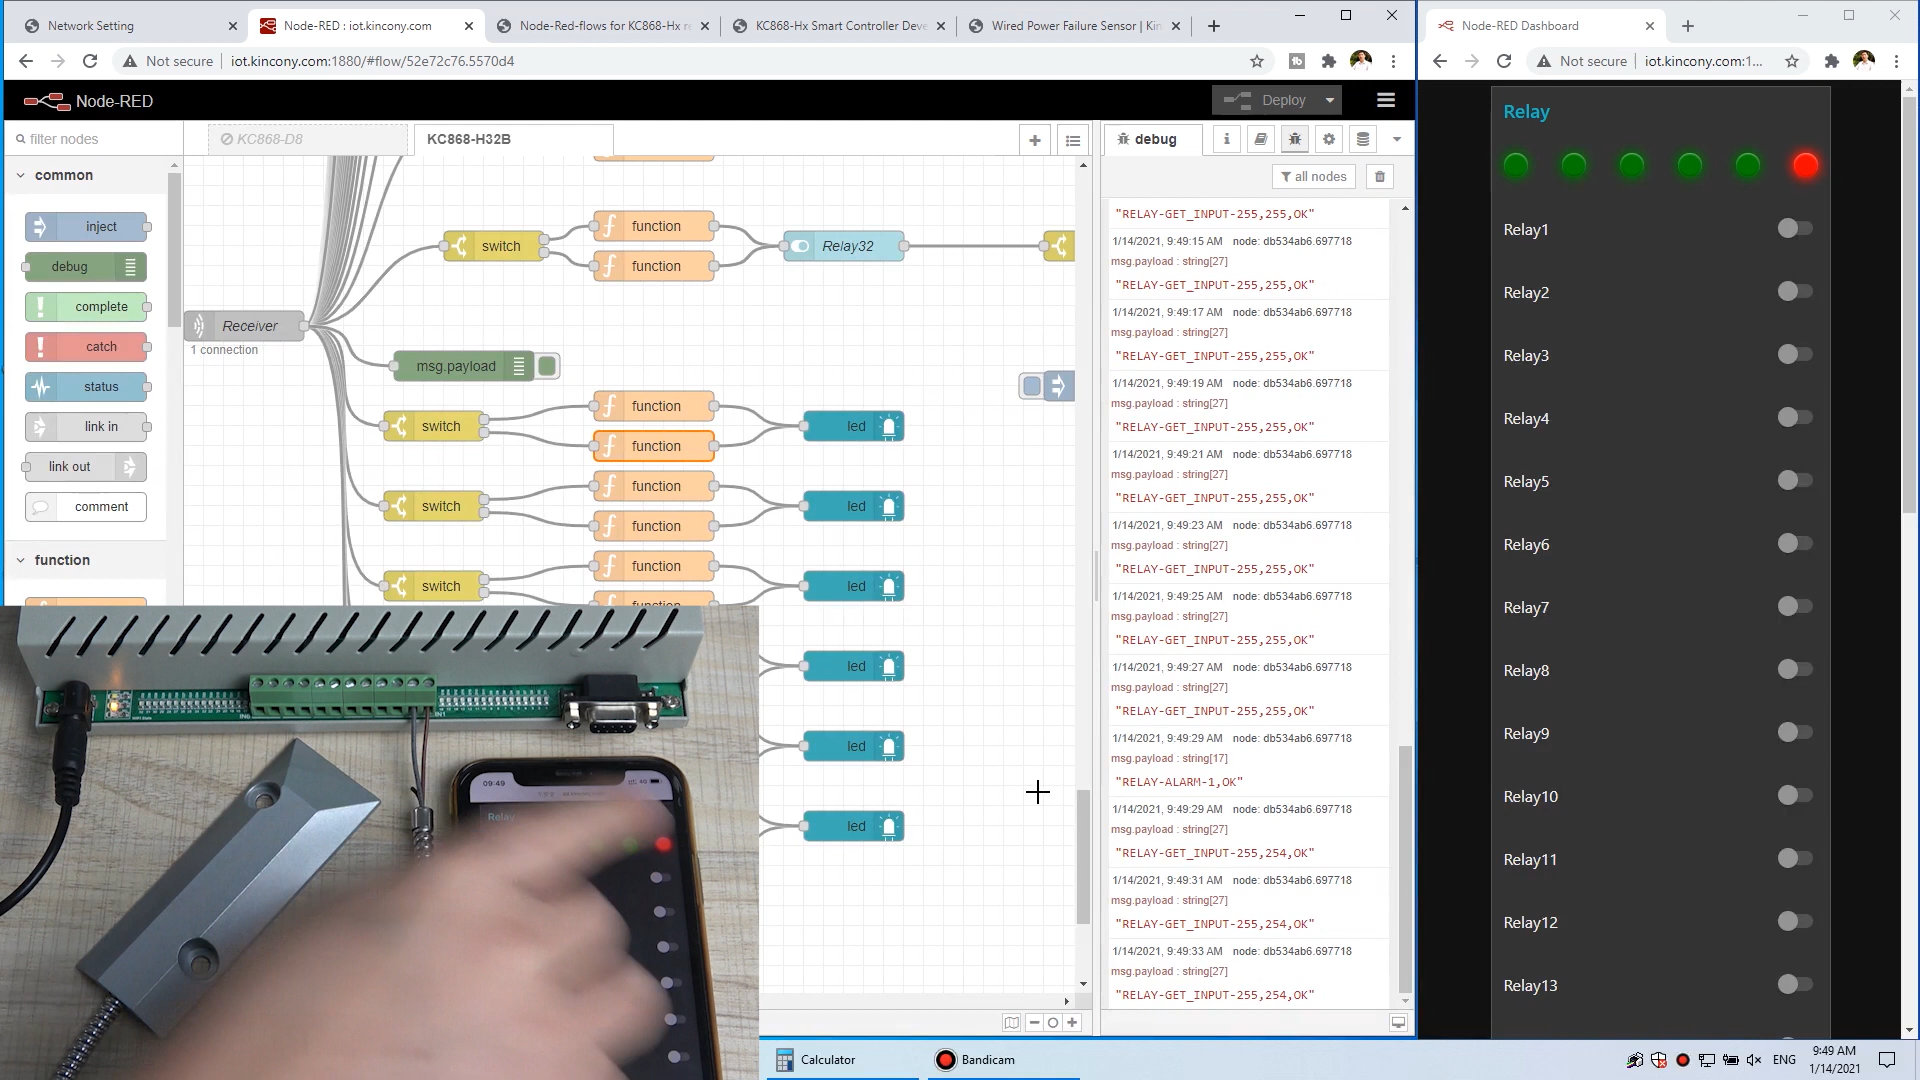 Network Setting
Node-RED : iot.kincony.com
Node-Red-flows for KC868-Hx re
KC868-Hx Smart Controller Deve
Wired Power Failure Sensor | Kin
Not secure
iot.kincony.com:1880/#flow/52e72c76.5570d4
Node-RED
Deploy
filter nodes
KC868-D8
KC868-H32B
debug
all nodes
common
inject
debug
complete
catch
status
link in
link out
comment
function
switch
function
function
Relay32
Receiver
1 connection
msg.payload
switch
function
function
led
switch
function
function
led
switch
function
function
led
led
led
led
"RELAY-GET_INPUT-255,255,OK"
1/14/2021, 9:49:15 AM node: db534ab6.697718
msg.payload : string[27]
"RELAY-GET_INPUT-255,255,OK"
1/14/2021, 9:49:17 AM node: db534ab6.697718
msg.payload : string[27]
"RELAY-GET_INPUT-255,255,OK"
1/14/2021, 9:49:19 AM node: db534ab6.697718
msg.payload : string[27]
"RELAY-GET_INPUT-255,255,OK"
1/14/2021, 9:49:21 AM node: db534ab6.697718
msg.payload : string[27]
"RELAY-GET_INPUT-255,255,OK"
1/14/2021, 9:49:23 AM node: db534ab6.697718
msg.payload : string[27]
"RELAY-GET_INPUT-255,255,OK"
1/14/2021, 9:49:25 AM node: db534ab6.697718
msg.payload : string[27]
"RELAY-GET_INPUT-255,255,OK"
1/14/2021, 9:49:27 AM node: db534ab6.697718
msg.payload : string[27]
"RELAY-GET_INPUT-255,255,OK"
1/14/2021, 9:49:29 AM node: db534ab6.697718
msg.payload : string[17]
"RELAY-ALARM-1,OK"
1/14/2021, 9:49:29 AM node: db534ab6.697718
msg.payload : string[27]
"RELAY-GET_INPUT-255,254,OK"
1/14/2021, 9:49:31 AM node: db534ab6.697718
msg.payload : string[27]
"RELAY-GET_INPUT-255,254,OK"
1/14/2021, 9:49:33 AM node: db534ab6.697718
msg.payload : string[27]
"RELAY-GET_INPUT-255,254,OK"
Node-RED Dashboard
Not secure
iot.kincony.com:1...
Relay
Relay1
Relay2
Relay3
Relay4
Relay5
Relay6
Relay7
Relay8
Relay9
Relay10
Relay11
Relay12
Relay13
IN1
09:49
4G
Relay
Calculator
Bandicam
ENG
9:49 AM
1/14/2021